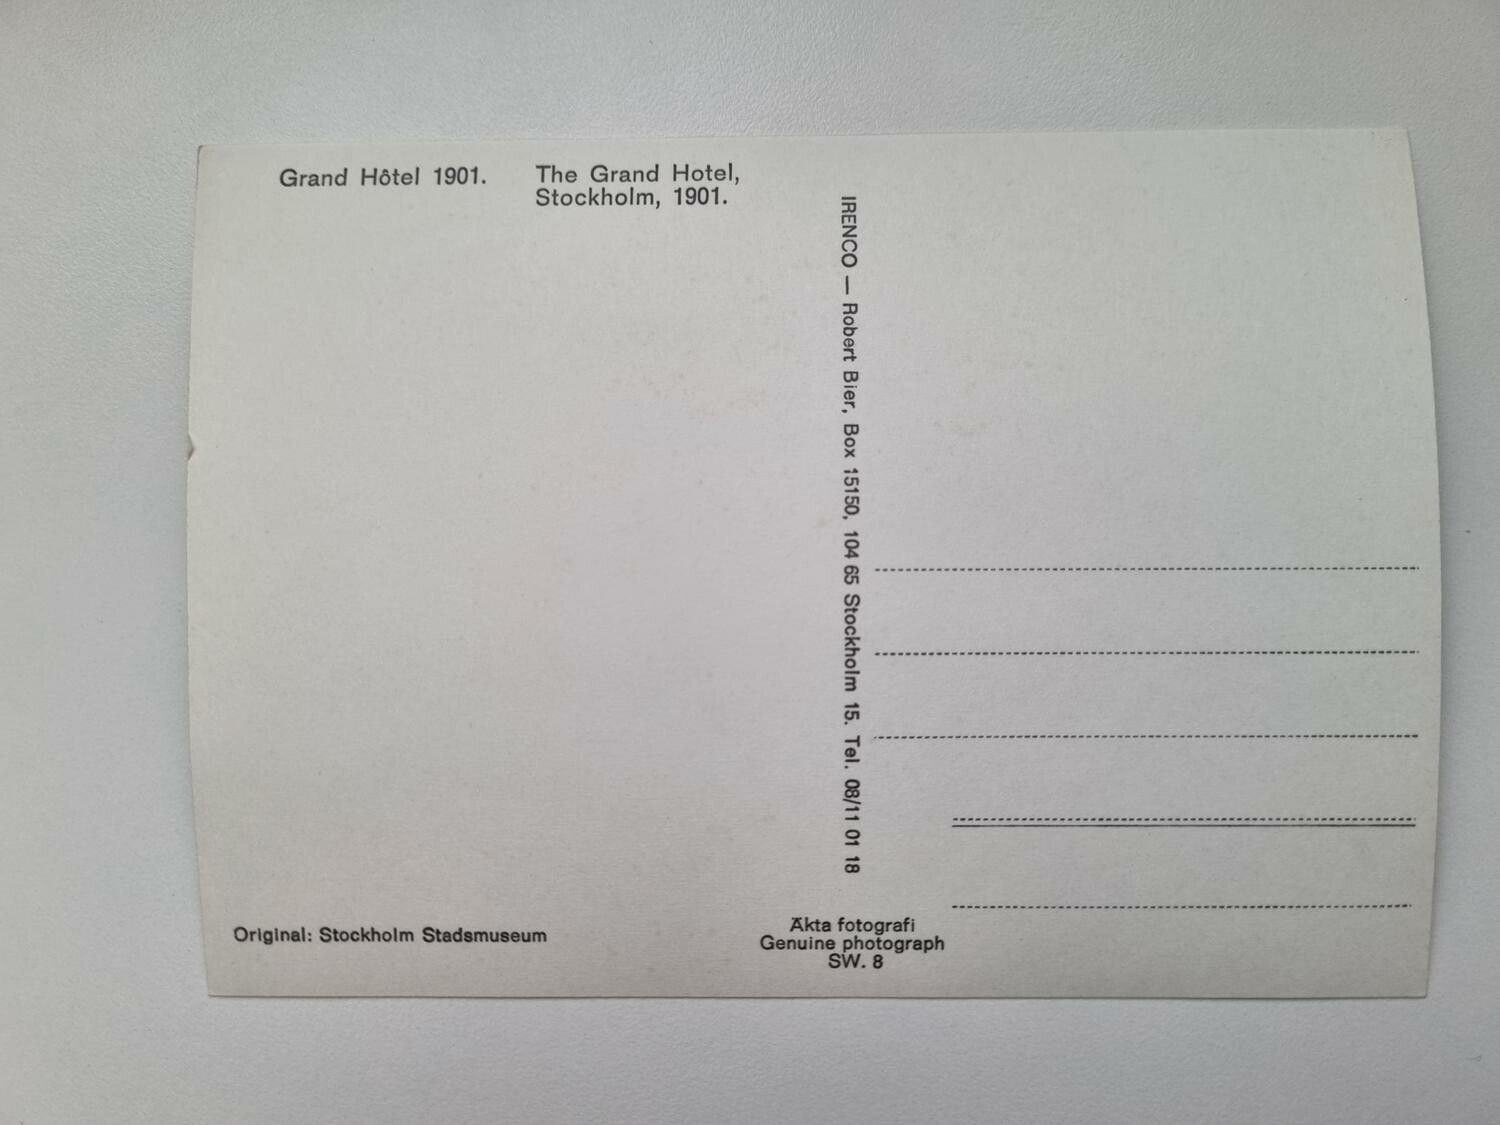 Grand Hôtel 1901.
The Grand Hotel,
Stockholm, 1901.
IRENCO — Robert Bier, Box 15150, 104 65 Stockholm 15. Tel. 08/11 01 18
Original: Stockholm Stadsmuseum
Äkta fotografi
Genuine photograph
SW. 8